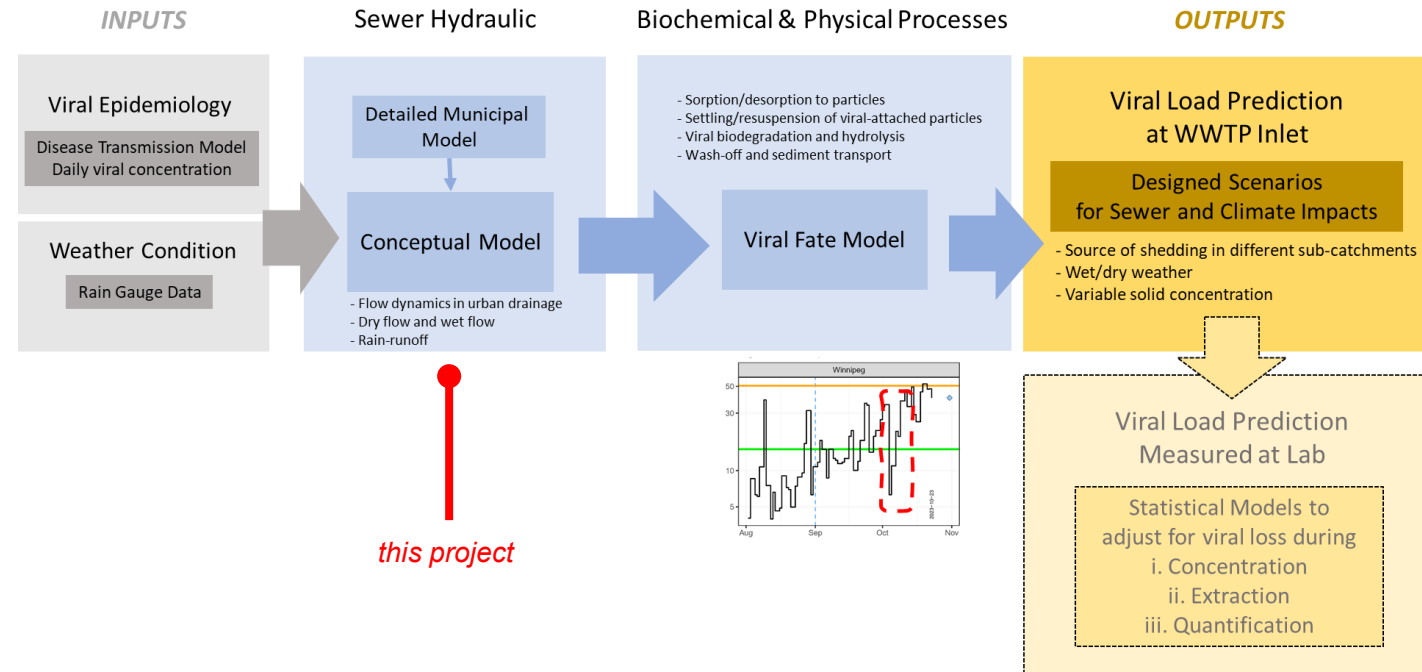 INPUTS
Sewer Hydraulic
Biochemical & Physical Processes
OUTPUTS
Viral Epidemiology
Disease Transmission Model
Daily viral concentration
Weather Condition
Rain Gauge Data
Detailed Municipal
Model
Conceptual Model
- Flow dynamics in urban drainage
- Dry flow and wet flow
- Rain-runoff
- Sorption/desorption to particles
- Settling/resuspension of viral-attached particles
- Viral biodegradation and hydrolysis
- Wash-off and sediment transport
Viral Fate Model
Viral Load Prediction
at WWTP Inlet
Designed Scenarios
for Sewer and Climate Impacts
- Source of shedding in different sub-catchments
- Wet/dry weather
- Variable solid concentration
this project
Winnipeg
50
30
10
5
2023-10-23
Aug
Sep
Oct
Nov
Viral Load Prediction
Measured at Lab
Statistical Models to
adjust for viral loss during
i. Concentration
ii. Extraction
iii. Quantification